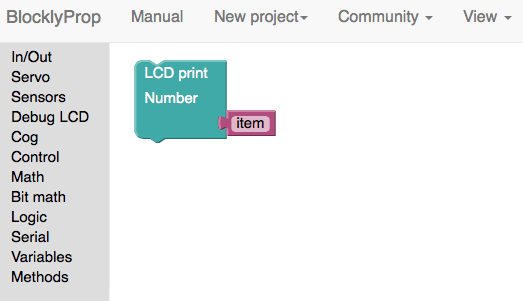 BlocklyProp Manual New project Community View
In/Out
Servo
Sensors
Debug LCD
Cog
Control
Math
Bit math
Logic
Serial
Variables
Methods
LCD print
Number
item